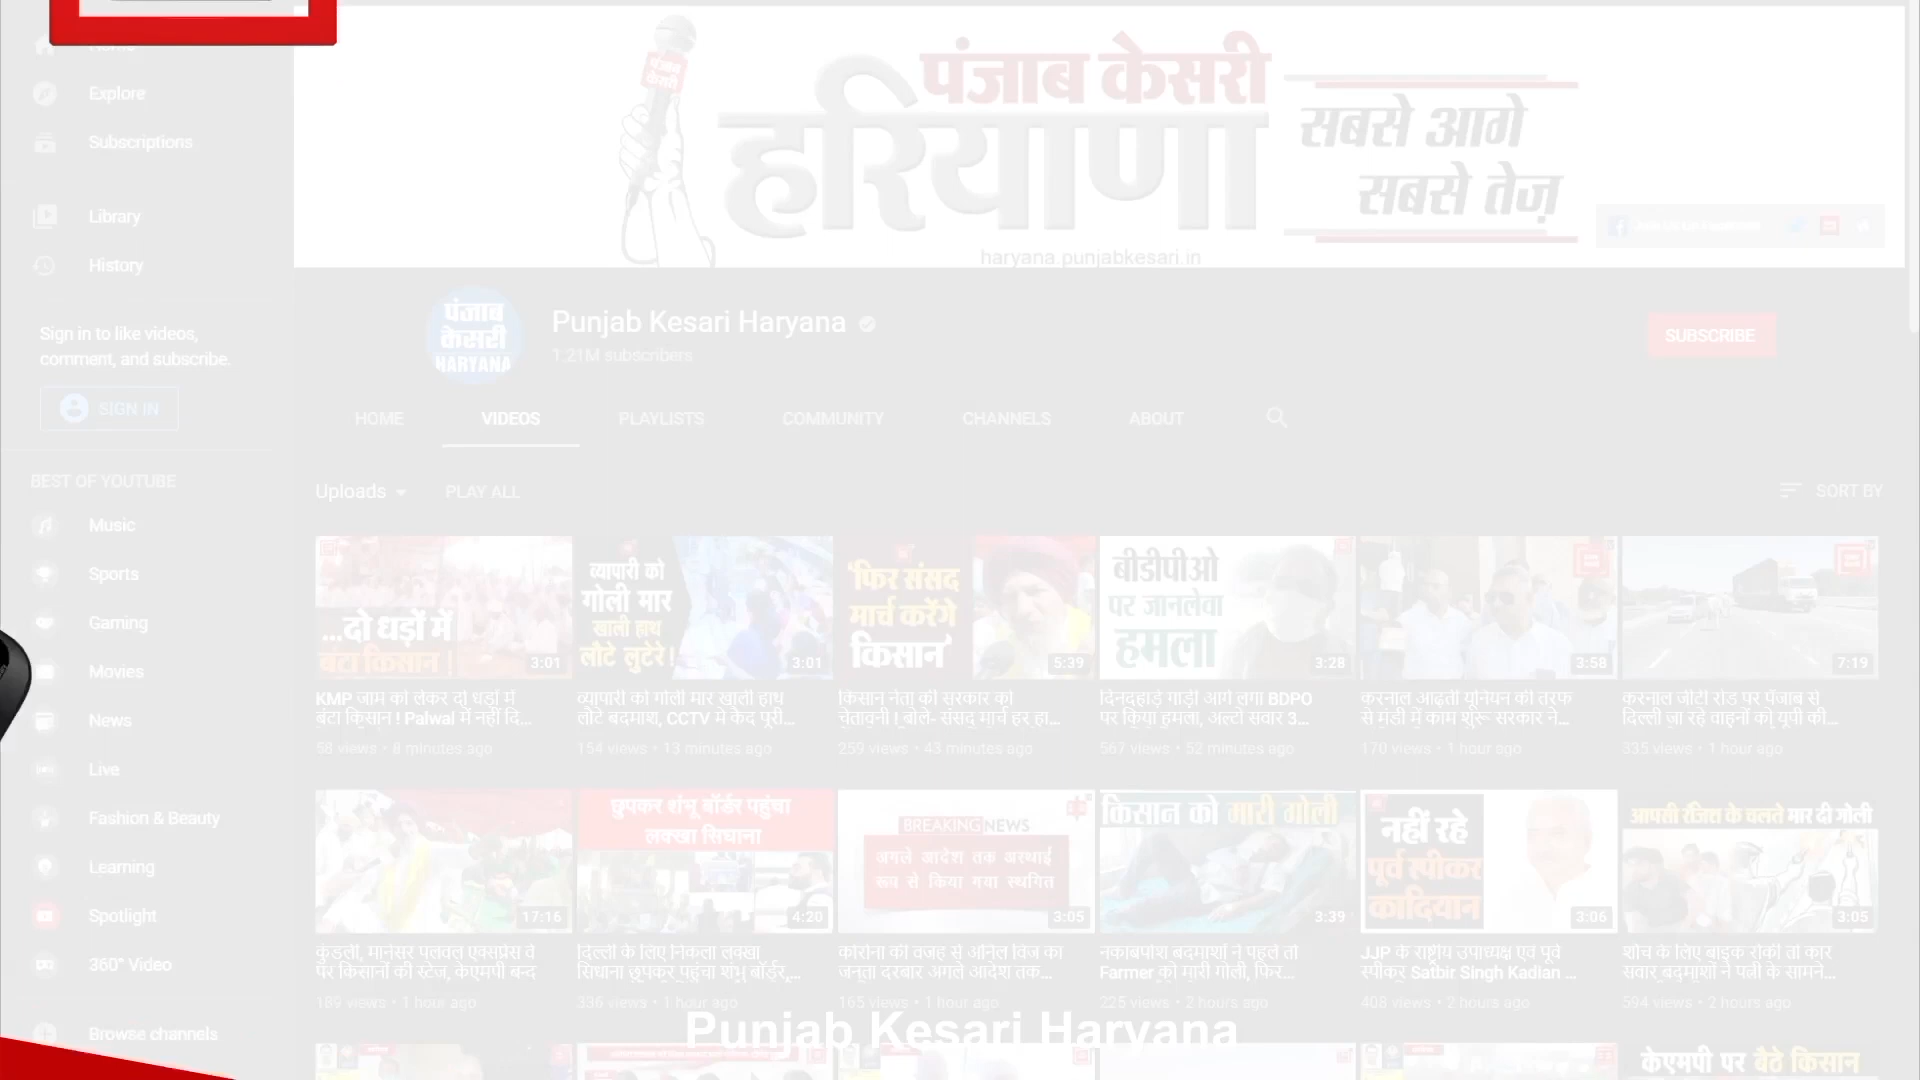 Home
Explore
Subscriptions
Library
History
Sign in to like videos,
comment, and subscribe.
SIGN IN
BEST OF YOUTUBE
Music
Sports
Gaming
Movies
News
Live
Fashion & Beauty
Learning
Spotlight
360° Video
Browse channels
पंजाब
केसरी
पंजाब केसरी
हरियाणा
सबसे आगे
सबसे तेज़
haryana.punjabkesari.in
पंजाब
केसरी
HARYANA
Punjab Kesari Haryana
1.21M subscribers
SUBSCRIBE
HOME VIDEOS PLAYLISTS COMMUNITY CHANNELS ABOUT
Uploads PLAY ALL SORT BY
...दो धड़ों में
बंटा किसान !
3:01
KMP जाम को लेकर दो धड़ों में
बंटा किसान ! Palwal में नहीं दि...
58 views • 8 minutes ago
व्यापारी को
गोली मार
खाली हाथ
लौटे लुटेरे !
3:01
व्यापारी को गोली मार खाली हाथ
लौटे बदमाश, CCTV में कैद पूरी...
154 views • 13 minutes ago
'फिर संसद
मार्च करेंगे
किसान'
5:39
किसान नेता की सरकार को
चेतावनी ! बोले- संसद मार्च हर हा...
259 views • 43 minutes ago
बीडीपीओ
पर जानलेवा
हमला
3:28
दिनदहाड़े गाड़ी आगे लगा BDPO
पर किया हमला, अल्टो सवार 3...
567 views • 52 minutes ago
3:58
करनाल आढ़ती यूनियन की तरफ
से मंडी में काम शुरू सरकार ने...
170 views • 1 hour ago
7:19
करनाल जीटी रोड पर पंजाब से
दिल्ली जा रहे वाहनों को यूपी की...
335 views • 1 hour ago
17:16
कुंडली, मानेसर पलवल एक्सप्रेस वे
पर किसानों की स्टेज, केएमपी बन्द
189 views • 1 hour ago
छुपकर शंभू बॉर्डर पहुंचा
लक्खा सिधाना
4:20
दिल्ली के लिए निकला लक्खा
सिधाना छुपकर पहुंचा शंभू बॉर्डर,...
336 views • 1 hour ago
BREAKING NEWS
अगले आदेश तक अस्थाई
रूप से किया गया स्थगित
3:05
कोरोना की वजह से अनिल विज का
जनता दरबार अगले आदेश तक...
165 views • 1 hour ago
किसान को मारी गोली
3:39
नकाबपोश बदमाशों ने पहले तो
Farmer को मारी गोली, फिर...
225 views • 2 hours ago
नहीं रहे
पूर्व स्पीकर
कादियान
3:06
JJP के राष्ट्रीय उपाध्यक्ष एवं पूर्व
स्पीकर Satbir Singh Kadian ...
408 views • 2 hours ago
आपसी रंजिश के चलते मार दी गोली
3:05
शौच के लिए बाइक रोकी तो कार
सवार बदमाशों ने पत्नी के सामने...
594 views • 2 hours ago
Punjab Kesari Haryana
केएमपी पर बैठे किसान